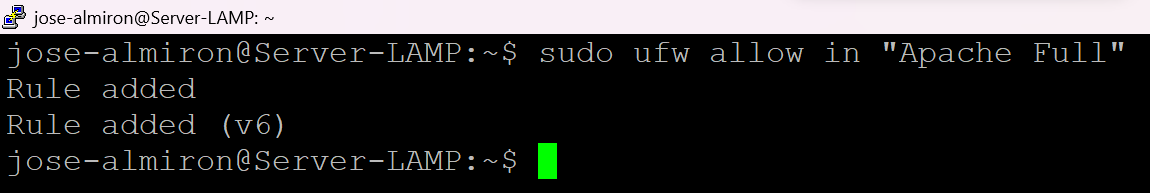 jose-almiron@Server-LAMP: ~
jose-almiron@Server-LAMP:~$ sudo ufw allow in "Apache Full"
Rule added
Rule added (v6)
jose-almiron@Server-LAMP:~$